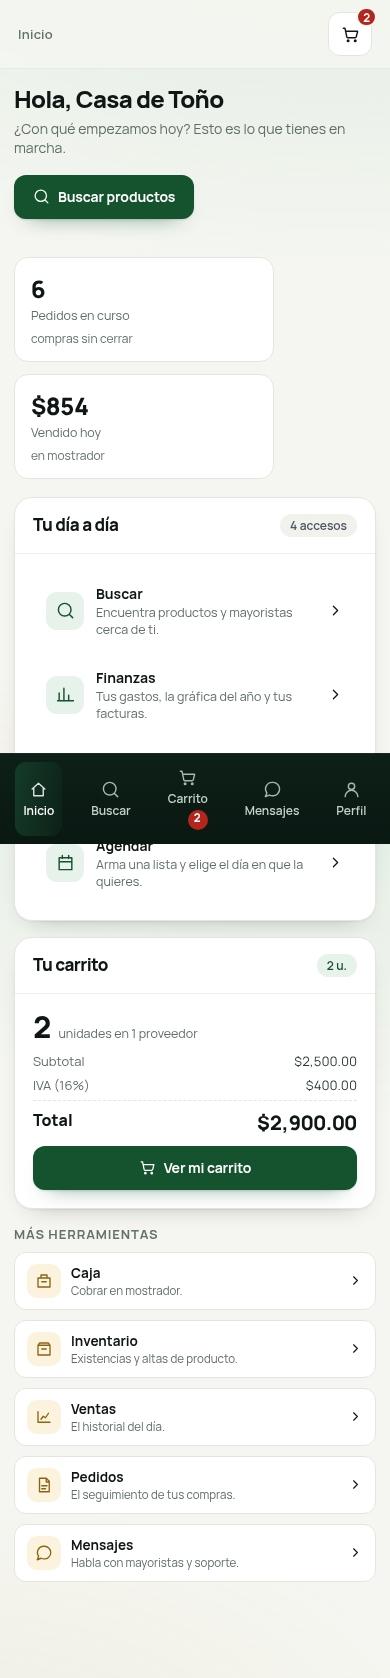 Inicio
2
Hola, Casa de Toño
¿Con qué empezamos hoy? Esto es lo que tienes en
marcha.
Buscar productos
6
Pedidos en curso
compras sin cerrar
$854
Vendido hoy
en mostrador
Tu día a día
4 accesos
Buscar
Encuentra productos y mayoristas
cerca de ti.
Finanzas
Tus gastos, la gráfica del año y tus
facturas.
Inicio
Buscar
Carrito
2
Mensajes
Perfil
Agendar
Arma una lista y elige el día en que la
quieres.
Tu carrito
2 u.
2 unidades en 1 proveedor
Subtotal $2,500.00
IVA (16%) $400.00
Total $2,900.00
Ver mi carrito
MÁS HERRAMIENTAS
Caja
Cobrar en mostrador.
Inventario
Existencias y altas de producto.
Ventas
El historial del día.
Pedidos
El seguimiento de tus compras.
Mensajes
Habla con mayoristas y soporte.